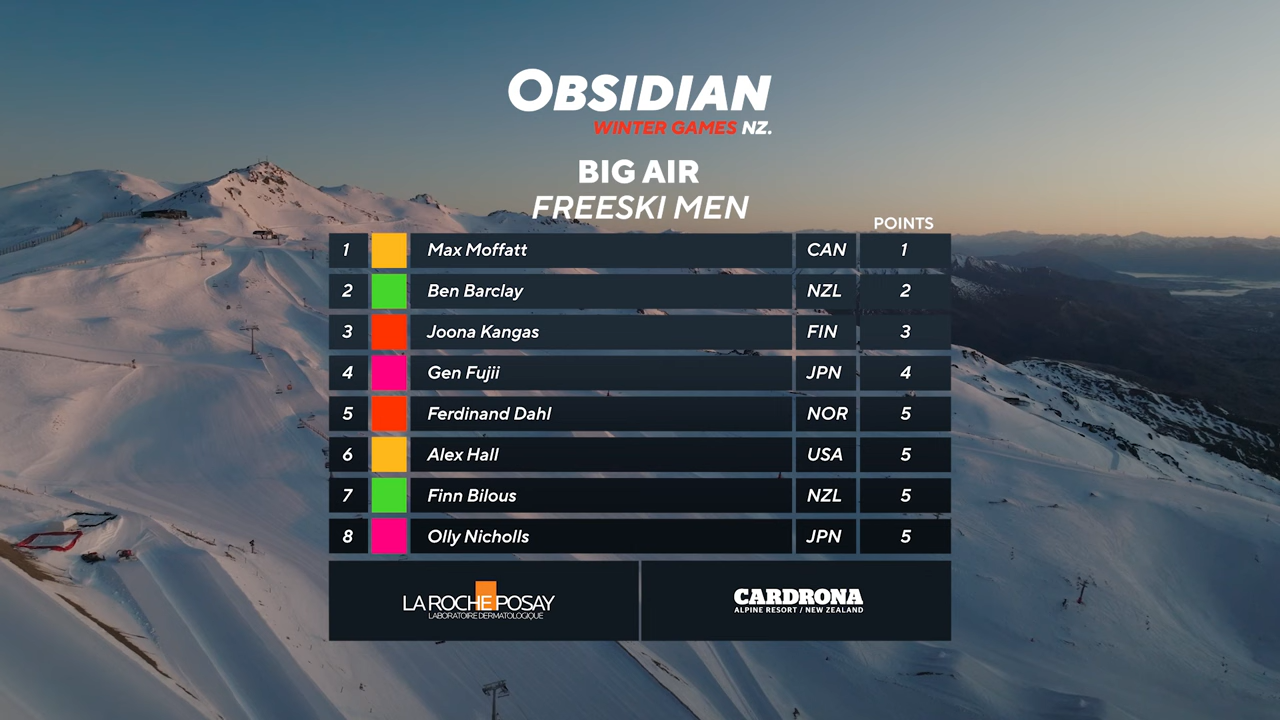 OBSIDIAN
WINTER GAMES NZ.
BIG AIR
FREESKI MEN
POINTS
1 Max Moffatt CAN 1
2 Ben Barclay NZL 2
3 Joona Kangas FIN 3
4 Gen Fujii JPN 4
5 Ferdinand Dahl NOR 5
6 Alex Hall USA 5
7 Finn Bilous NZL 5
8 Olly Nicholls JPN 5
LA ROCHE POSAY
LABORATOIRE DERMATOLOGIQUE
CARDRONA
ALPINE RESORT / NEW ZEALAND